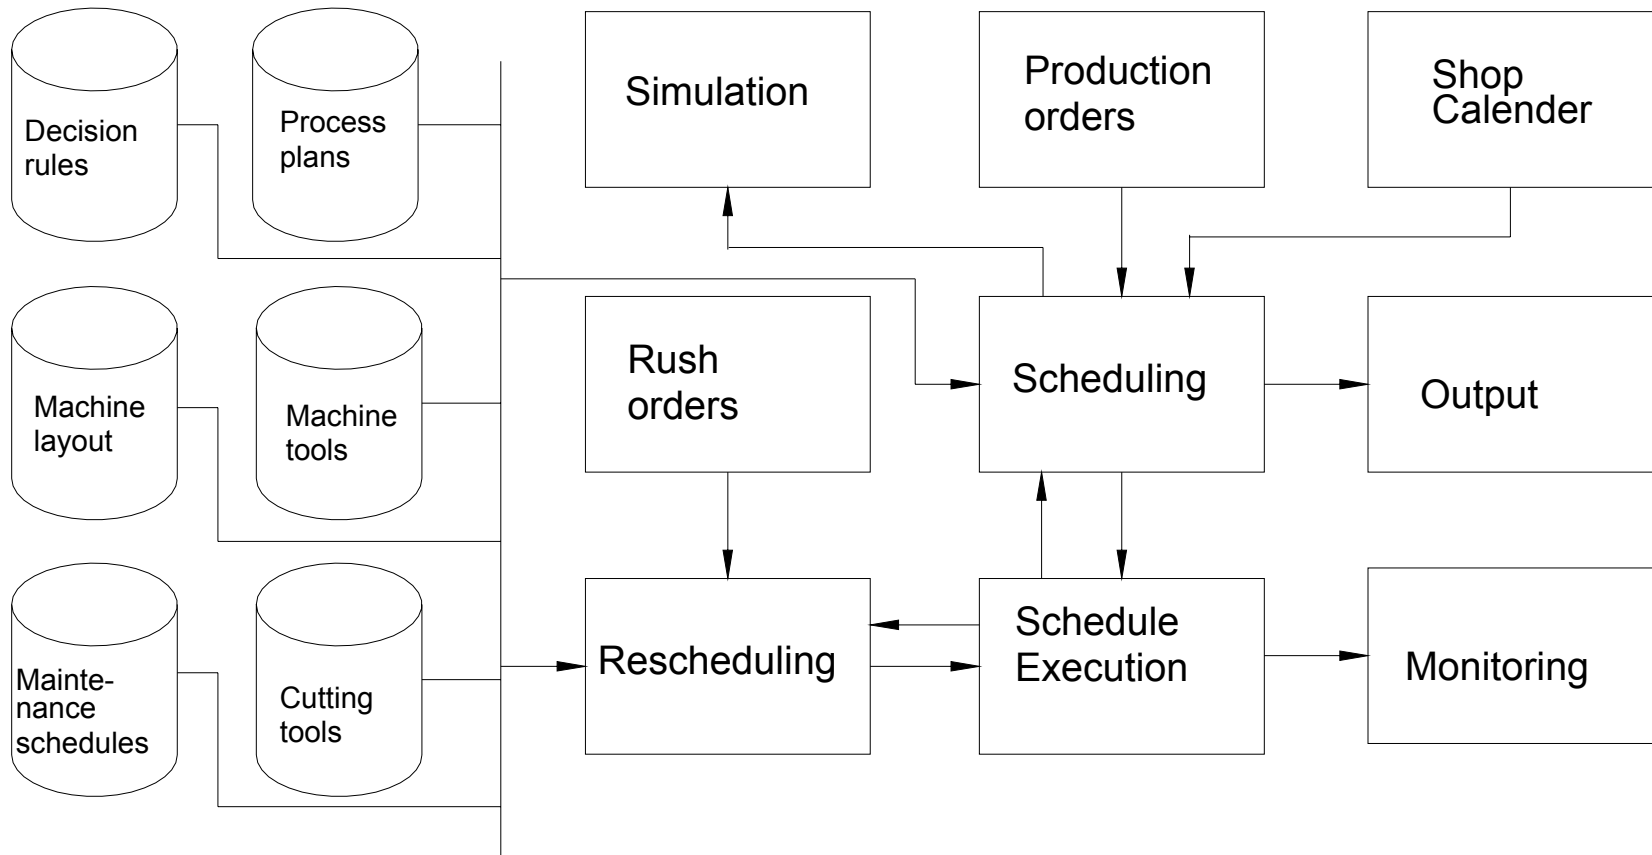 Decision
rules
Process
plans
Simulation
Production
orders
Shop
Calender
Machine
layout
Machine
tools
Rush
orders
Scheduling
Output
Mainte-
nance
schedules
Cutting
tools
Rescheduling
Schedule
Execution
Monitoring